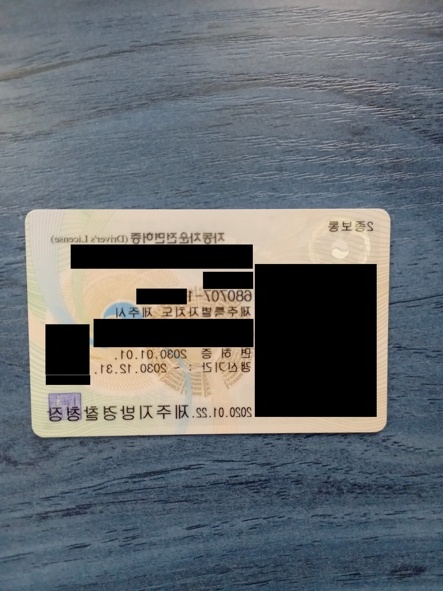 2종보통
자동차운전면허증 (Driver's License)
680707-1
제주특별자치도 제주시
면 허 증 2030.01.01.
갱신기간 : ~ 2030.12.31.
2020.01.22. 제주지방경찰청장